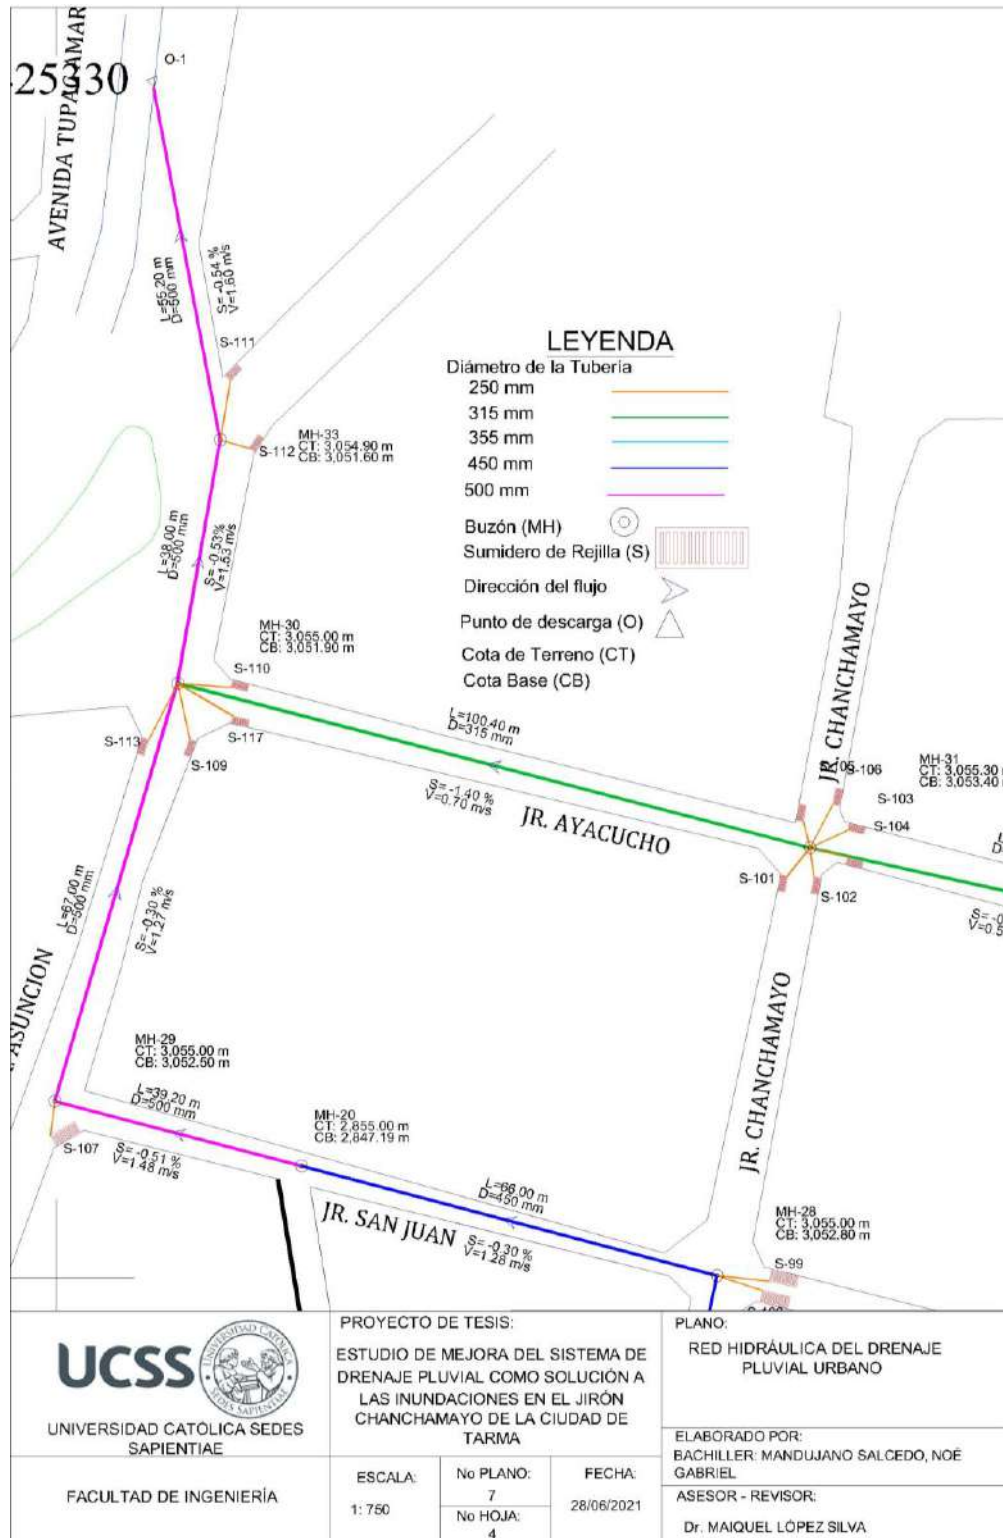 O-1
25330
AVENIDA TUPACAMAR
L=55.20 m
D=500 mm
S= -0.54 %
V=1.60 m/s
S-111
LEYENDA
Diámetro de la Tubería
250 mm
315 mm
355 mm
450 mm
500 mm
Buzón (MH)
Sumidero de Rejilla (S)
Dirección del flujo
Punto de descarga (O)
Cota de Terreno (CT)
Cota Base (CB)
MH-33
CT: 3,054.90 m
CB: 3,051.60 m
S-112
L=38.00 m
D=500 mm
S= -0.53%
V=1.53 m/s
MH-30
CT: 3,055.00 m
CB: 3,051.90 m
S-110
S-113
S-109
S-117
L=100.40 m
D=315 mm
S= -1.40 %
V=0.70 m/s
JR. AYACUCHO
JR. CHANCHAMAYO
S-106
MH-31
CT: 3,055.30
CB: 3,053.40
S-103
S-104
S-101
S-102
V=0.5
L=67.00 m
D=500 mm
S= -0.30 %
V=1.27 m/s
ASUNCION
JR. CHANCHAMAYO
MH-29
CT: 3,055.00 m
CB: 3,052.50 m
L=39.20 m
D=500 mm
S-107
S= -0.51 %
V=1.48 m/s
MH-20
CT: 2,855.00 m
CB: 2,847.19 m
L=66.00 m
D=450 mm
JR. SAN JUAN
S= -0.30 %
V=1.28 m/s
MH-28
CT: 3,055.00 m
CB: 3,052.80 m
S-99
UCSS
UNIVERSIDAD CATÓLICA
SEDES SAPIENTIAE
UNIVERSIDAD CATÓLICA SEDES
SAPIENTIAE
FACULTAD DE INGENIERÍA
PROYECTO DE TESIS:
ESTUDIO DE MEJORA DEL SISTEMA DE
DRENAJE PLUVIAL COMO SOLUCIÓN A
LAS INUNDACIONES EN EL JIRÓN
CHANCHAMAYO DE LA CIUDAD DE
TARMA
ESCALA:
1: 750
No PLANO:
7
No HOJA:
4
FECHA:
28/06/2021
PLANO:
RED HIDRÁULICA DEL DRENAJE
PLUVIAL URBANO
ELABORADO POR:
BACHILLER: MANDUJANO SALCEDO, NOÉ
GABRIEL
ASESOR - REVISOR:
Dr. MAIQUEL LÓPEZ SILVA